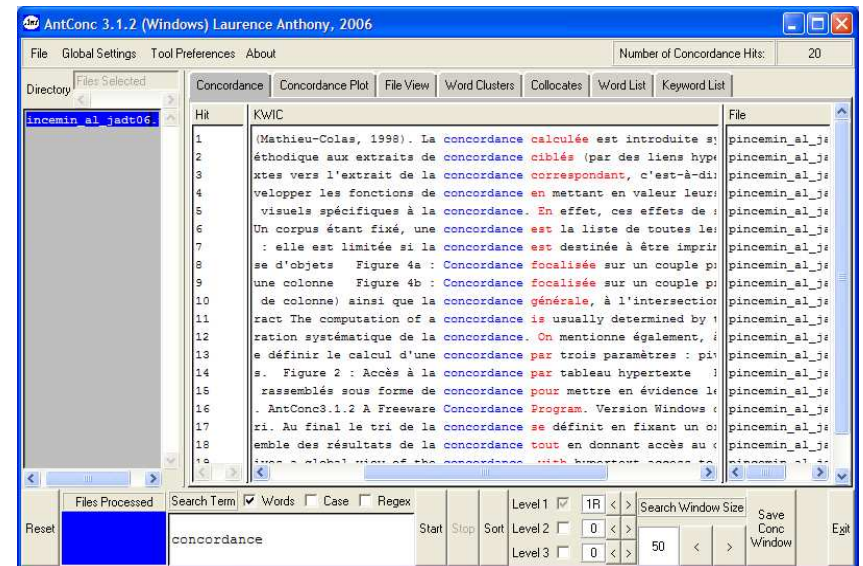 AntConc 3.1.2 (Windows) Laurence Anthony, 2006
File Global Settings Tool Preferences About Number of Concordance Hits: 20
Directory Files Selected Concordance Concordance Plot File View Word Clusters Collocates Word List Keyword List
Hit KWIC File
incemin_al_jadt06.
1 (Mathieu-Colas, 1998). La concordance calculée est introduite pincemin_al_ja
2 éthodique aux extraits de concordance ciblés (par des liens hype pincemin_al_ja
3 xtes vers l'extrait de la concordance correspondant, c'est-à-di pincemin_al_ja
4 velopper les fonctions de concordance en mettant en valeur leur pincemin_al_ja
5 visuels spécifiques à la concordance. En effet, ces effets de pincemin_al_ja
6 Un corpus étant fixé, une concordance est la liste de toutes le pincemin_al_ja
7 : elle est limitée si la concordance est destinée à être imprim pincemin_al_ja
8 se d'objets Figure 4a : Concordance focalisée sur un couple p pincemin_al_ja
9 une colonne Figure 4b : Concordance focalisée sur un couple p pincemin_al_ja
10 de colonne) ainsi que la concordance générale, à l'intersection pincemin_al_ja
11 ract The computation of a concordance is usually determined by pincemin_al_ja
12 ration systématique de la concordance. On mentionne également, pincemin_al_ja
13 e définir le calcul d'une concordance par trois paramètres : piv pincemin_al_ja
14 s. Figure 2 : Accès à la concordance par tableau hypertexte pincemin_al_ja
15 rassemblés sous forme de concordance pour mettre en évidence le pincemin_al_ja
16 . AntConc3.1.2 A Freeware Concordance Program. Version Windows pincemin_al_ja
17 ri. Au final le tri de la concordance se définit en fixant un pincemin_al_ja
18 emble des résultats de la concordance tout en donnant accès au pincemin_al_ja
Files Processed Search Term Words Case Regex Level 1 1R < > Search Window Size
Reset concordance Start Stop Sort Level 2 0 < > 50 < > Save Conc Window Exit
Level 3 0 < >